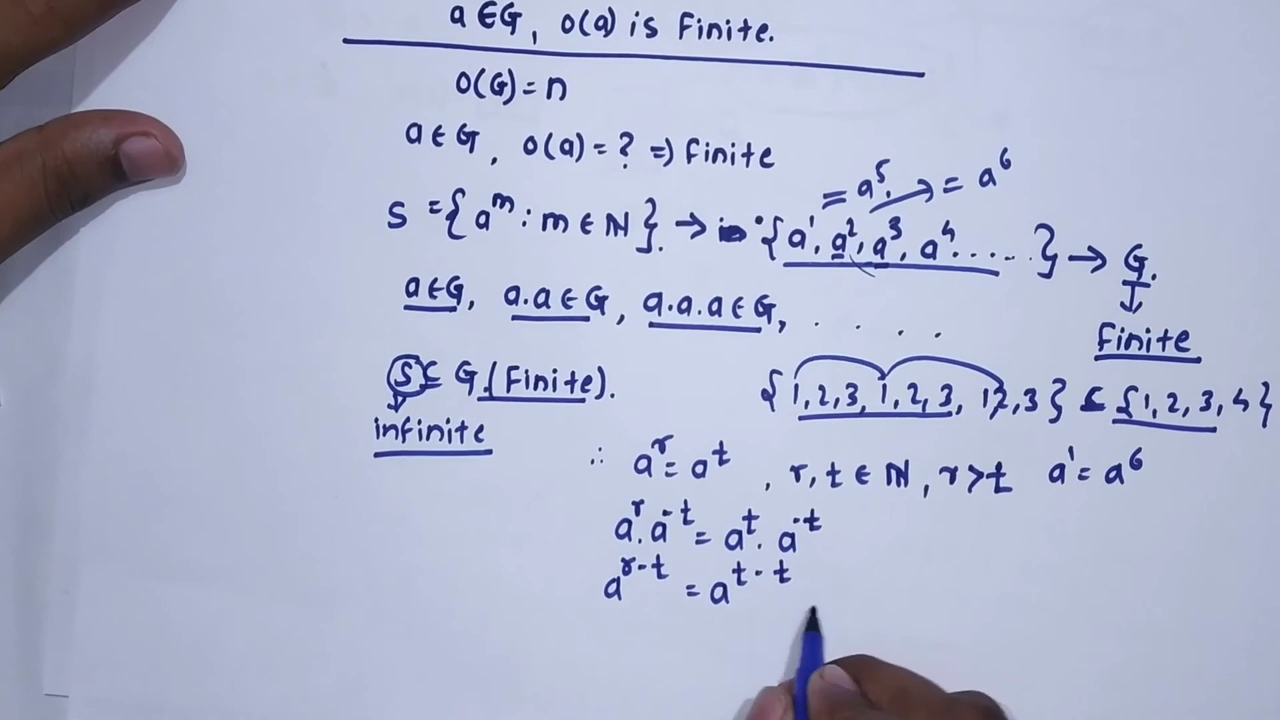 a ∈ G, o(a) is Finite.
o(G) = n
a ∈ G, o(a) = ? ⇒ finite
= a⁵. → = a⁶
S = {aᵐ : m ∈ ℕ}. → {a¹, a², a³, a⁴ ..... } → G.
a ∈ G, a.a ∈ G, a.a.a ∈ G, . . . .
Finite
S ⊆ G (Finite).
{1, 2, 3, 1, 2, 3, 1, 2, 3} ⊆ {1, 2, 3, 4}
infinite
∴ aʳ = aᵗ, r, t ∈ ℕ, r > t a¹ = a⁶
aʳ . a⁻ᵗ = aᵗ . a⁻ᵗ
aʳ⁻ᵗ = aᵗ⁻ᵗ